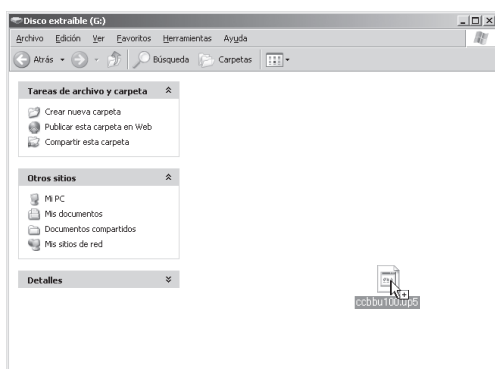 Disco extraíble (G:)
Archivo Edición Ver Favoritos Herramientas Ayuda
Atrás Búsqueda Carpetas
Tareas de archivo y carpeta
Crear nueva carpeta
Publicar esta carpeta en Web
Compartir esta carpeta
Otros sitios
Mi PC
Mis documentos
Documentos compartidos
Mis sitios de red
Detalles
ccbbu100.up5